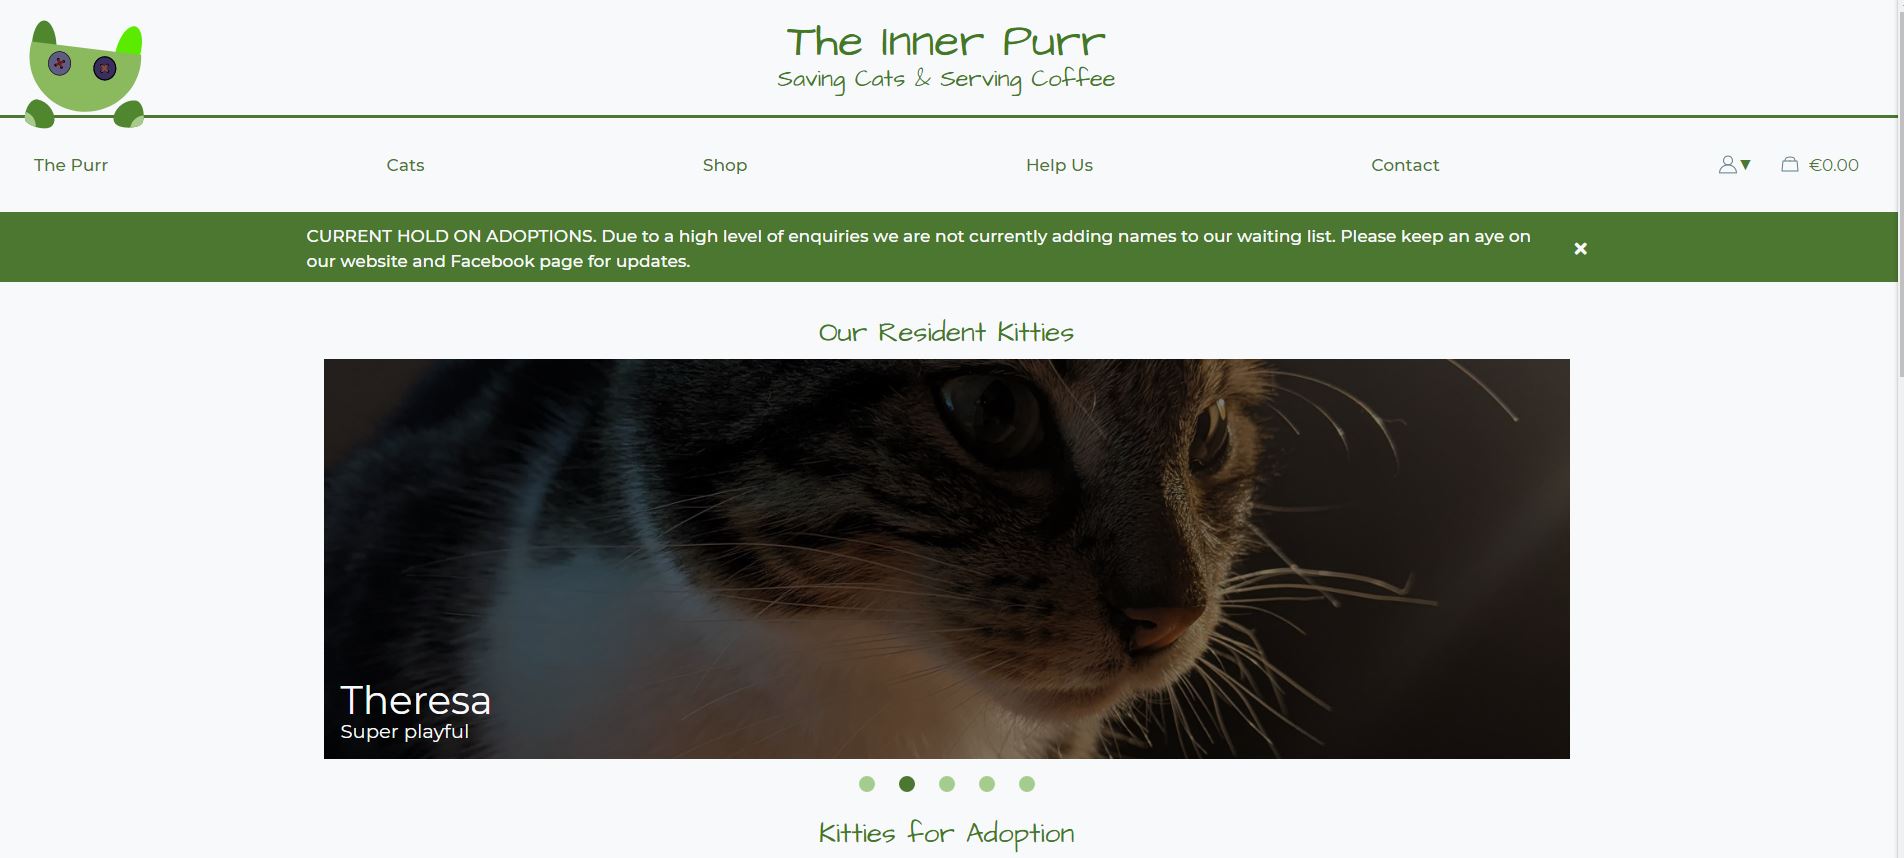 The Inner Purr
Saving Cats & Serving Coffee
The Purr
Cats
Shop
Help Us
Contact
€0.00
CURRENT HOLD ON ADOPTIONS. Due to a high level of enquiries we are not currently adding names to our waiting list. Please keep an aye on
our website and Facebook page for updates.
Our Resident Kitties
Theresa
Super playful
Kitties for Adoption